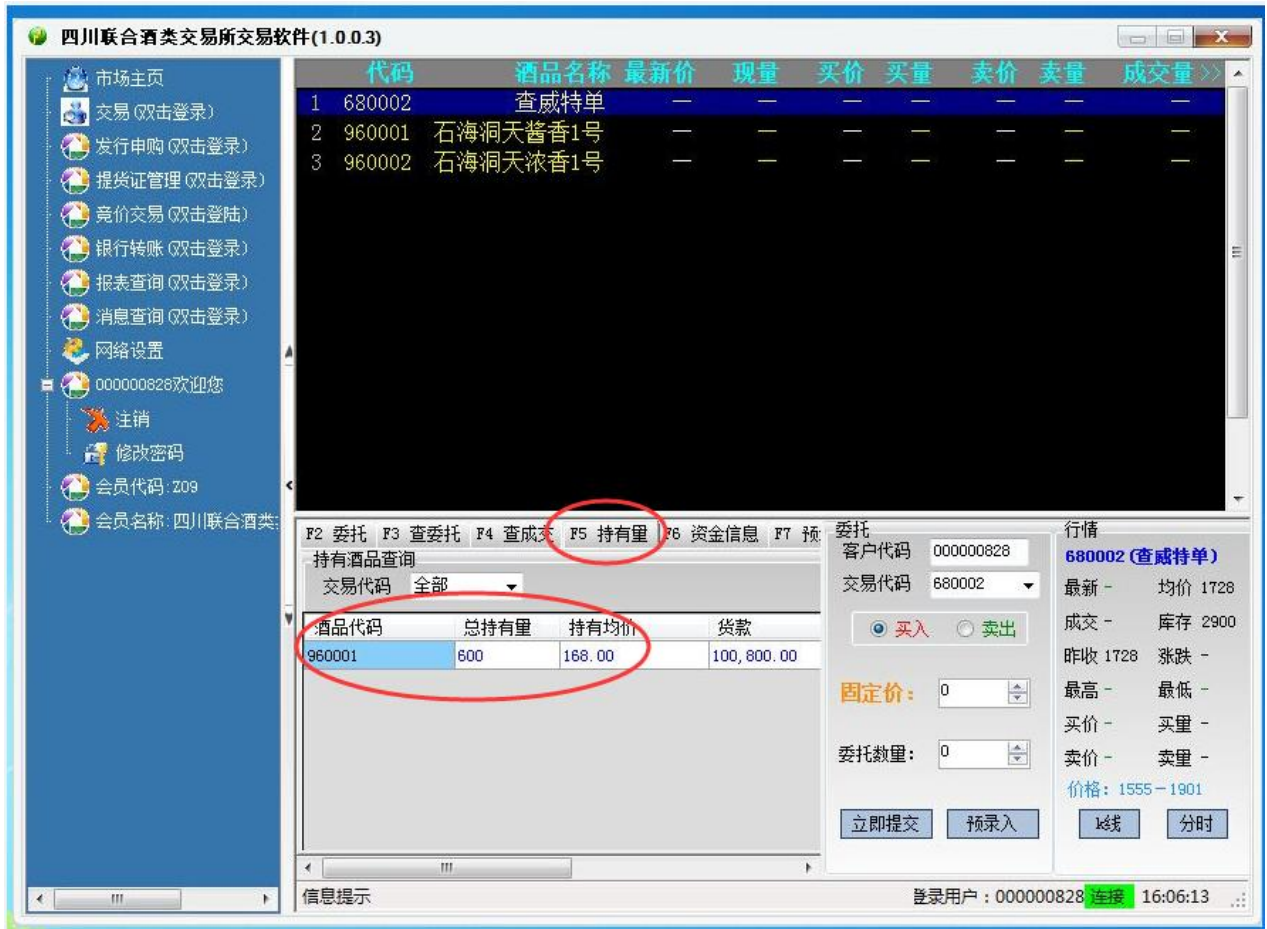 四川联合酒类交易所交易软件(1.0.0.3)
市场主页
交易(双击登录)
发行申购(双击登录)
提货证管理(双击登录)
竞价交易(双击登陆)
银行转账(双击登录)
报表查询(双击登录)
消息查询(双击登录)
网络设置
000000828欢迎您
注销
修改密码
会员代码:Z09
会员名称:四川联合酒类
代码 酒品名称 最新价 现量 买价 买量 卖价 卖量 成交量>>
1 680002 查威特单 — — — — — — —
2 960001 石海洞天酱香1号 — — — — — — —
3 960002 石海洞天浓香1号 — — — — — — —
F2 委托 F3 查委托 F4 查成交 F5 持有量 F6 资金信息 F7 预
持有酒品查询
交易代码 全部
酒品代码 总持有量 持有均价 货款
960001 600 168.00 100,800.00
委托
客户代码 000000828
交易代码 680002
买入 卖出
固定价: 0
委托数量: 0
立即提交 预录入
行情
680002(查威特单)
最新 - 均价 1728
成交 - 库存 2900
昨收 1728 涨跌 -
最高 - 最低 -
买价 - 买量 -
卖价 - 卖量 -
价格: 1555-1901
k线 分时
信息提示 登录用户:000000828 连接 16:06:13